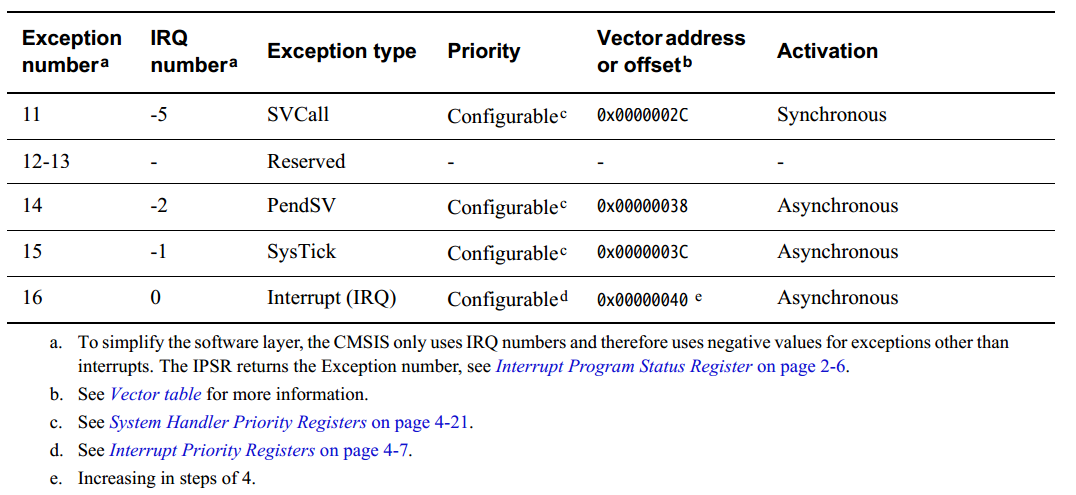 Exception number a IRQ number a Exception type Priority Vector address or offset b Activation
11 -5 SVCall Configurable c 0x0000002C Synchronous
12-13 - Reserved - - -
14 -2 PendSV Configurable c 0x00000038 Asynchronous
15 -1 SysTick Configurable c 0x0000003C Asynchronous
16 0 Interrupt (IRQ) Configurable d 0x00000040 e Asynchronous
a. To simplify the software layer, the CMSIS only uses IRQ numbers and therefore uses negative values for exceptions other than
interrupts. The IPSR returns the Exception number, see Interrupt Program Status Register on page 2-6.
b. See Vector table for more information.
c. See System Handler Priority Registers on page 4-21.
d. See Interrupt Priority Registers on page 4-7.
e. Increasing in steps of 4.